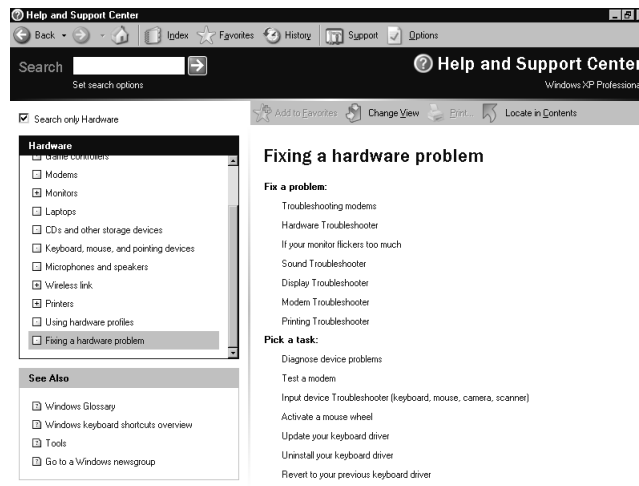 Help and Support Center
Back Index Favorites History Support Options
Search
Set search options
Help and Support Center
Windows XP Professional
Search only Hardware
Add to Favorites Change View Print... Locate in Contents
Hardware
Game controllers
Modems
Monitors
Laptops
CDs and other storage devices
Keyboard, mouse, and pointing devices
Microphones and speakers
Wireless link
Printers
Using hardware profiles
Fixing a hardware problem
See Also
Windows Glossary
Windows keyboard shortcuts overview
Tools
Go to a Windows newsgroup
Fixing a hardware problem
Fix a problem:
Troubleshooting modems
Hardware Troubleshooter
If your monitor flickers too much
Sound Troubleshooter
Display Troubleshooter
Modem Troubleshooter
Printing Troubleshooter
Pick a task:
Diagnose device problems
Test a modem
Input device Troubleshooter (keyboard, mouse, camera, scanner)
Activate a mouse wheel
Update your keyboard driver
Uninstall your keyboard driver
Revert to your previous keyboard driver